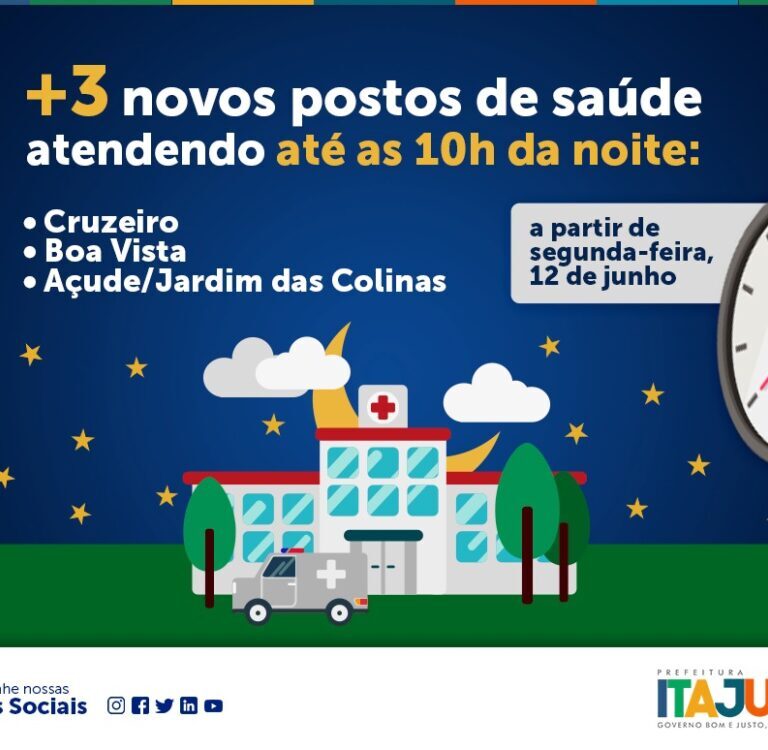 +3 novos postos de saúde
atendendo até as 10h da noite:
• Cruzeiro
• Boa Vista
• Açude/Jardim das Colinas
a partir de
segunda-feira,
12 de junho
nossas
Sociais
PREFEITURA
GOVERNO BOM E JUSTO,